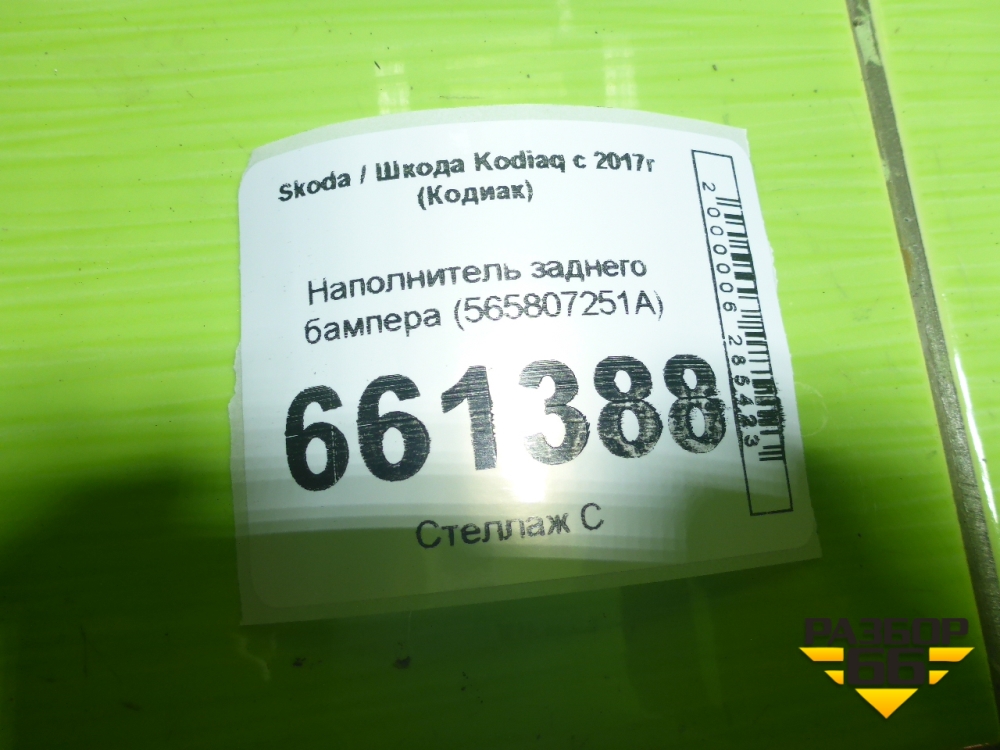 Skoda / Шкода Kodiaq с 2017г
(Кодиак)
Наполнитель заднего
бампера (565807251A)
661388
Стеллаж С
2000006285423
РАЗБОР
66